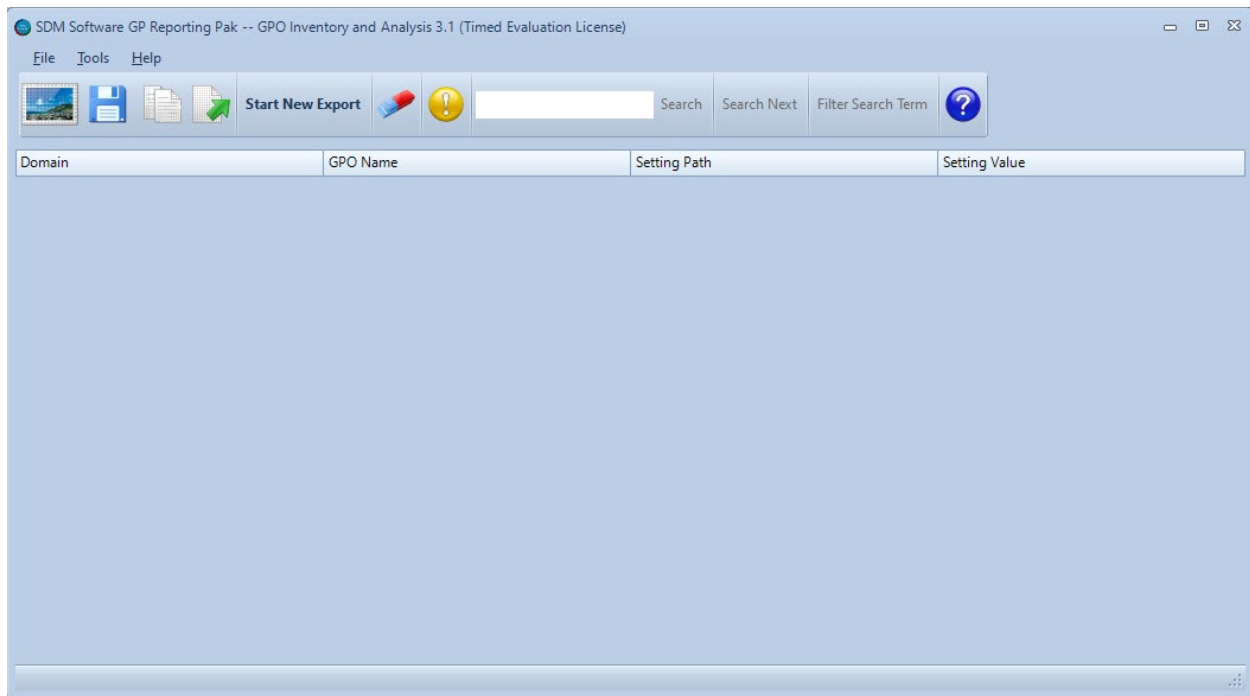 SDM Software GP Reporting Pak -- GPO Inventory and Analysis 3.1 (Timed Evaluation License)
File Tools Help
Start New Export Search Search Next Filter Search Term
Domain GPO Name Setting Path Setting Value